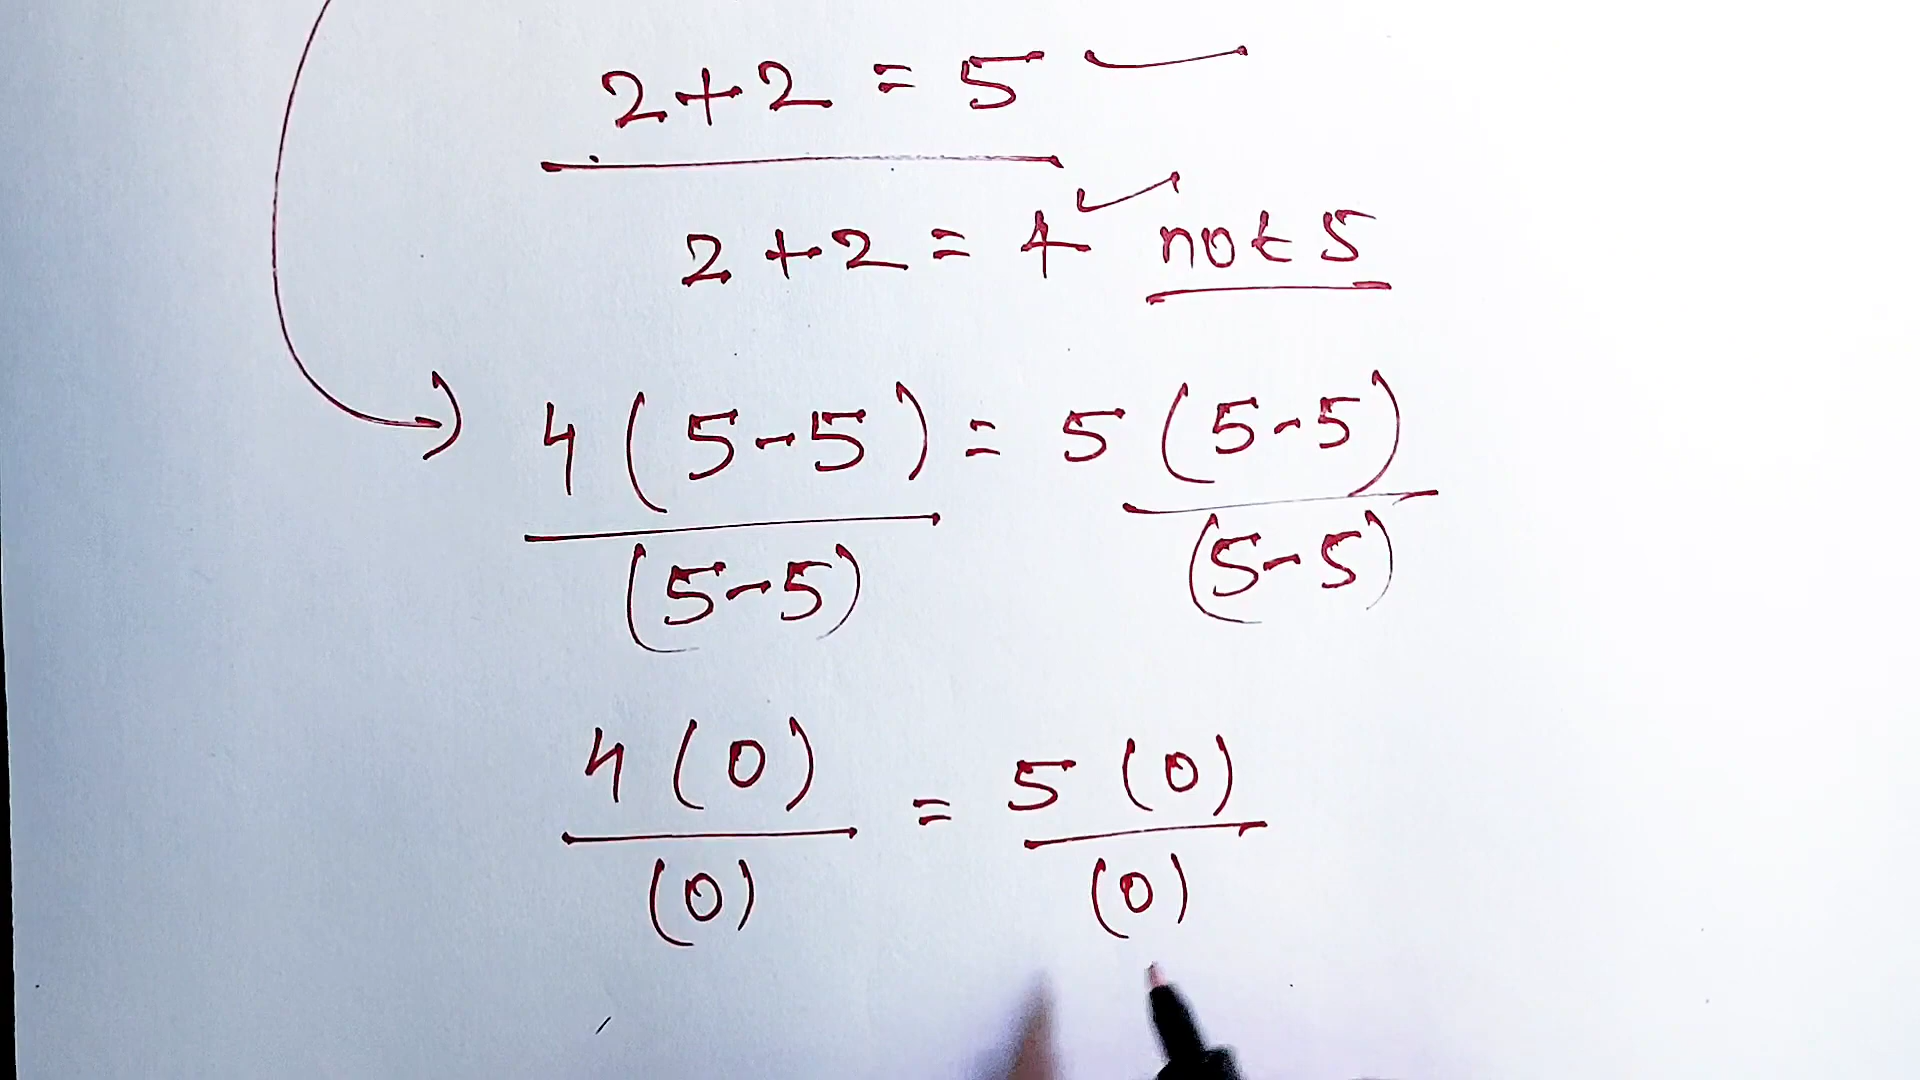 2+2 = 5
2+2 = 4 not 5
4(5-5) = 5(5-5)
(5-5) (5-5)
4(0) = 5(0)
(0) (0)